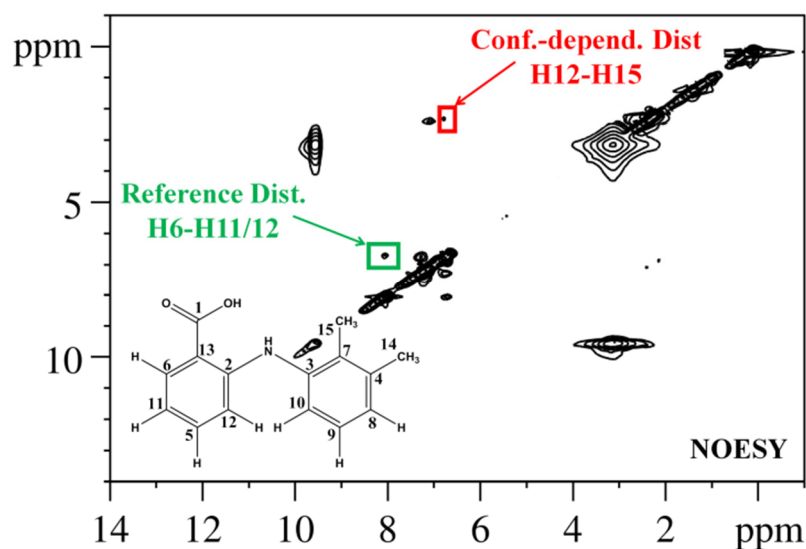 ppm
Conf.-depend. Dist
H12-H15
5
Reference Dist.
H6-H11/12
O
OH
1
H
15
CH₃
14
CH₃
H
6
13
2
N
3
7
4
11
12
10
8
H
5
H
H
9
H
H
H
10
NOESY
14
12
10
8
6
4
2
ppm